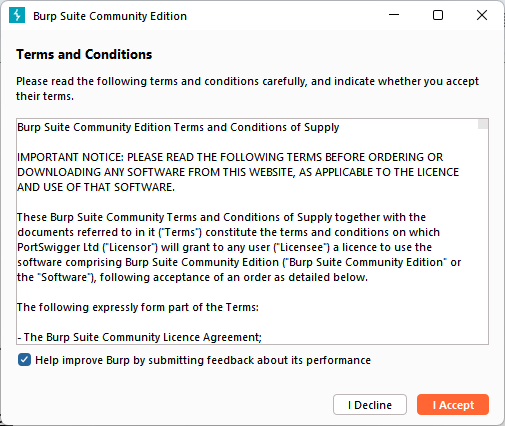 Burp Suite Community Edition
Terms and Conditions
Please read the following terms and conditions carefully, and indicate whether you accept
their terms.
Burp Suite Community Edition Terms and Conditions of Supply
IMPORTANT NOTICE: PLEASE READ THE FOLLOWING TERMS BEFORE ORDERING OR
DOWNLOADING ANY SOFTWARE FROM THIS WEBSITE, AS APPLICABLE TO THE LICENCE
AND USE OF THAT SOFTWARE.
These Burp Suite Community Terms and Conditions of Supply together with the
documents referred to in it ("Terms") constitute the terms and conditions on which
PortSwigger Ltd ("Licensor") will grant to any user ("Licensee") a licence to use the
software comprising Burp Suite Community Edition ("Burp Suite Community Edition" or
the "Software"), following acceptance of an order as detailed below.
The following expressly form part of the Terms:
- The Burp Suite Community Licence Agreement;
Help improve Burp by submitting feedback about its performance
I Decline
I Accept